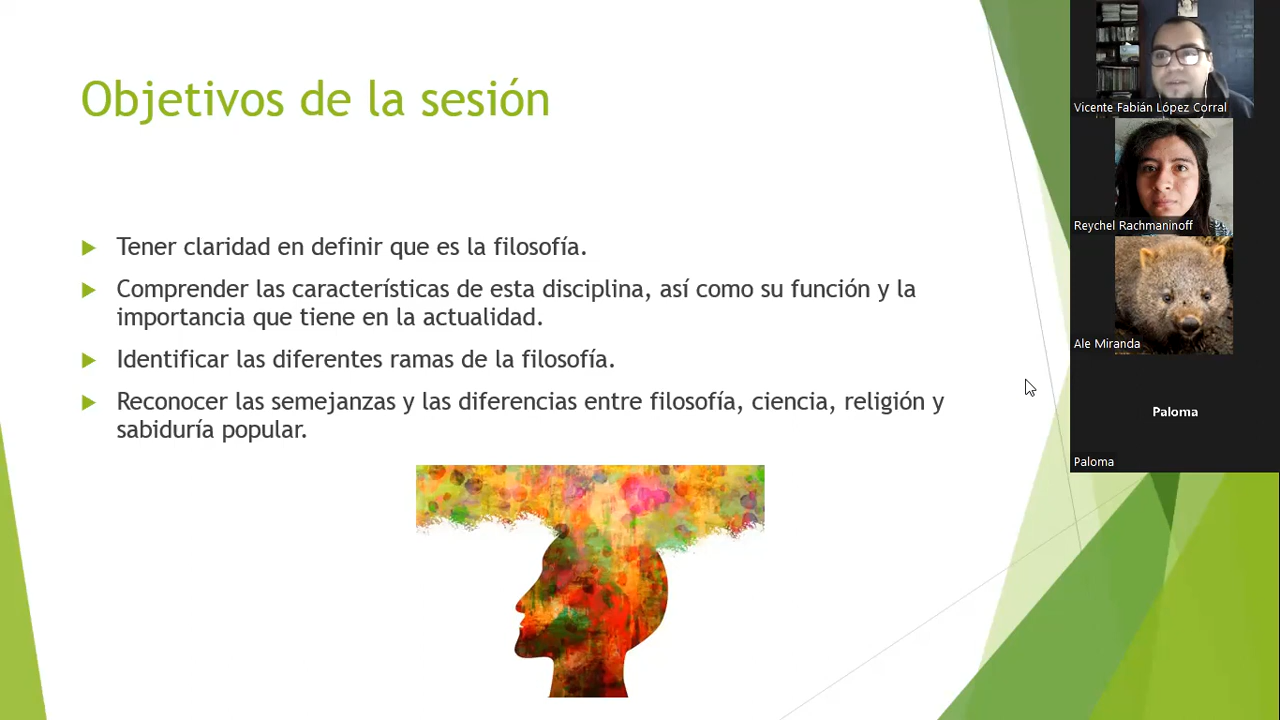 Objetivos de la sesión
Tener claridad en definir que es la filosofía.
Comprender las características de esta disciplina, así como su función y la
importancia que tiene en la actualidad.
Identificar las diferentes ramas de la filosofía.
Reconocer las semejanzas y las diferencias entre filosofía, ciencia, religión y
sabiduría popular.
Vicente Fabián López Corral
Reychel Rachmaninoff
Ale Miranda
Paloma
Paloma